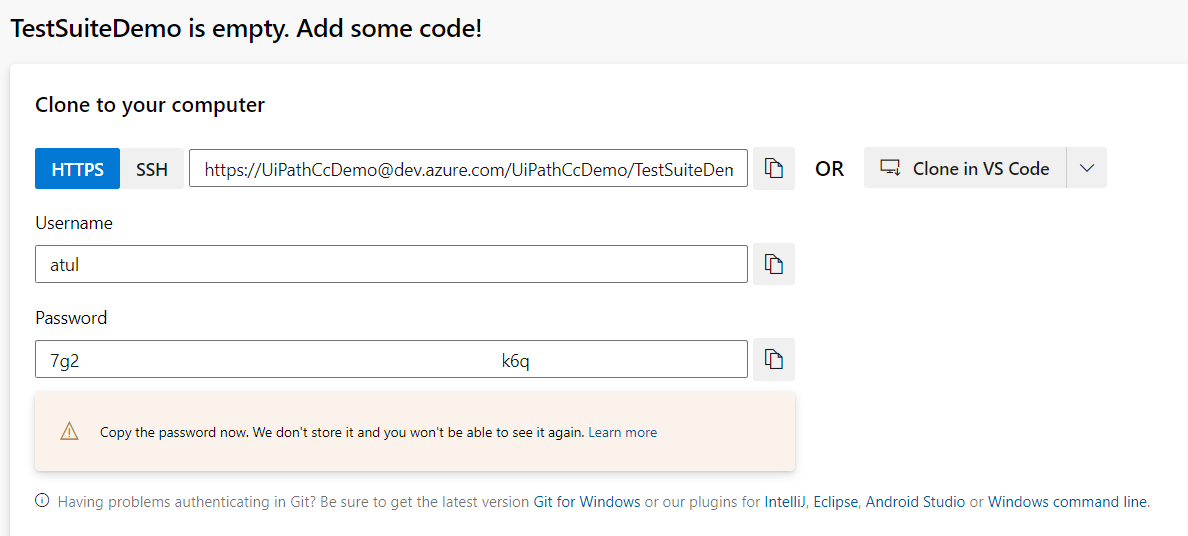 TestSuiteDemo is empty. Add some code!
Clone to your computer
HTTPS SSH https://UiPathCcDemo@dev.azure.com/UiPathCcDemo/TestSuiteDem OR Clone in VS Code
Username
atul
Password
7g2 k6q
Copy the password now. We don't store it and you won't be able to see it again. Learn more
Having problems authenticating in Git? Be sure to get the latest version Git for Windows or our plugins for IntelliJ, Eclipse, Android Studio or Windows command line.